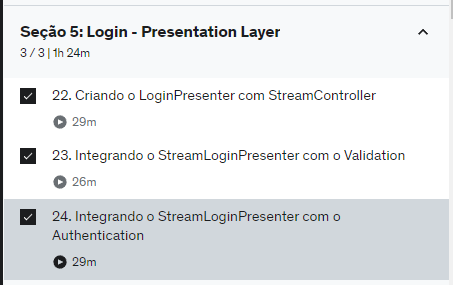 Seção 5: Login - Presentation Layer
3 / 3 | 1h 24m
22. Criando o LoginPresenter com StreamController
29m
23. Integrando o StreamLoginPresenter com o Validation
26m
24. Integrando o StreamLoginPresenter com o
Authentication
29m